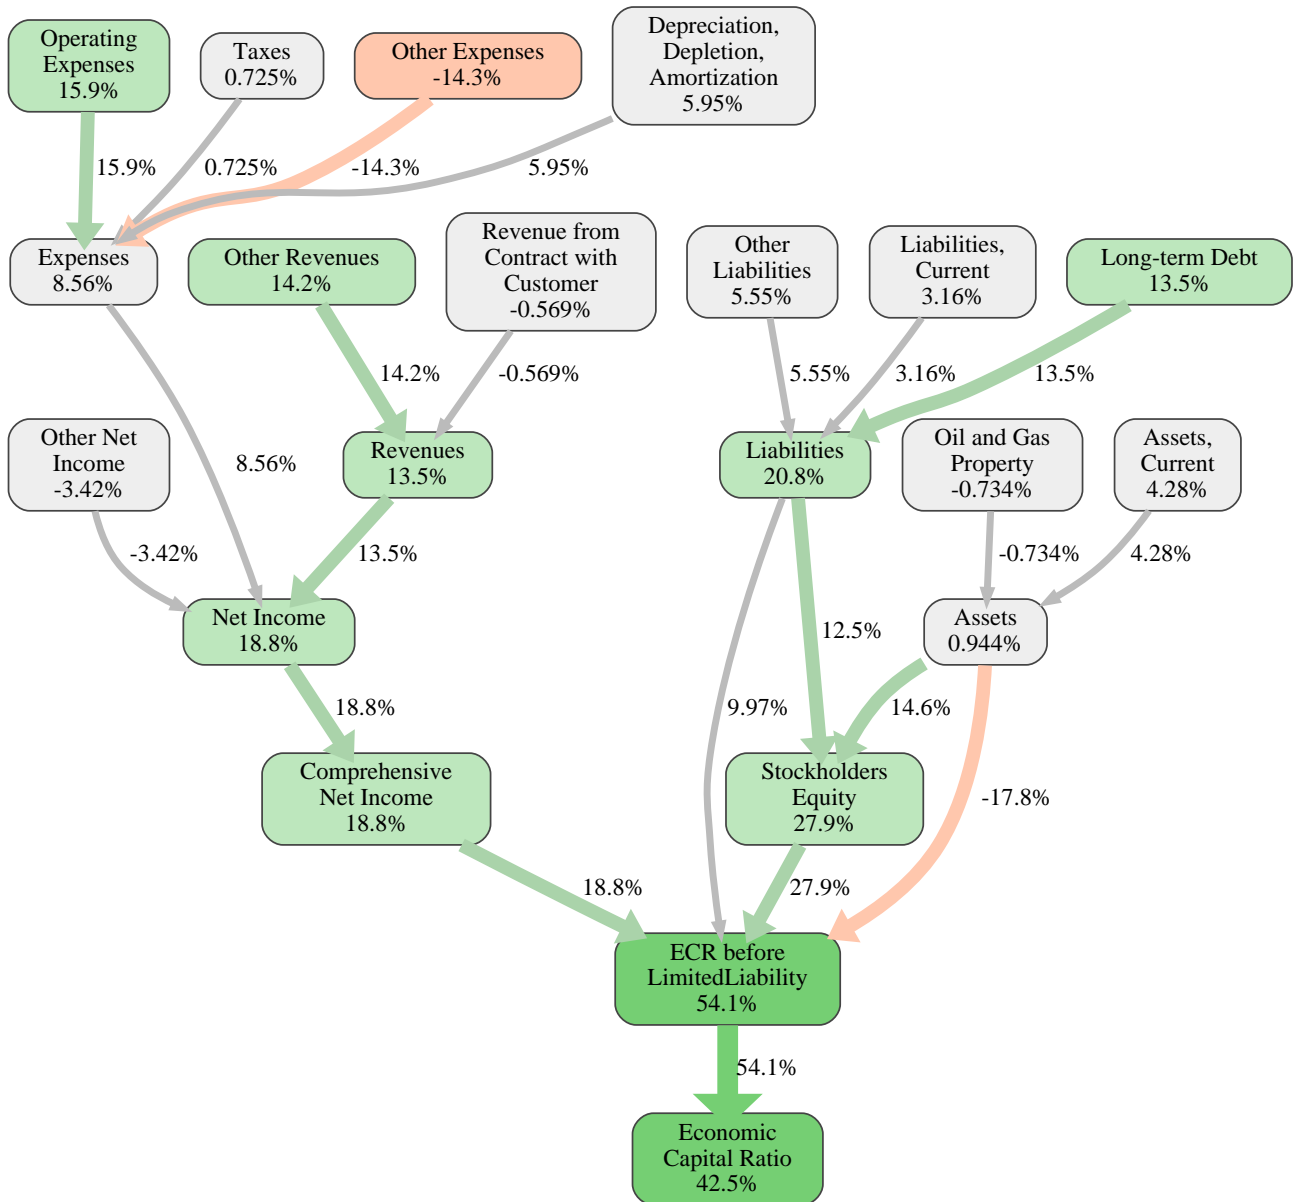 Operating
Expenses
15.9%
Taxes
0.725%
Other Expenses
-14.3%
Depreciation,
Depletion,
Amortization
5.95%
15.9%
0.725%
-14.3%
5.95%
Expenses
8.56%
Other Revenues
14.2%
Revenue from
Contract with
Customer
-0.569%
Other
Liabilities
5.55%
Liabilities,
Current
3.16%
Long-term Debt
13.5%
14.2%
-0.569%
5.55%
3.16%
13.5%
Other Net
Income
-3.42%
8.56%
Revenues
13.5%
Liabilities
20.8%
Oil and Gas
Property
-0.734%
Assets,
Current
4.28%
-3.42%
13.5%
-0.734%
4.28%
Net Income
18.8%
12.5%
Assets
0.944%
18.8%
9.97%
14.6%
Comprehensive
Net Income
18.8%
Stockholders
Equity
27.9%
-17.8%
18.8%
27.9%
ECR before
LimitedLiability
54.1%
54.1%
Economic
Capital Ratio
42.5%